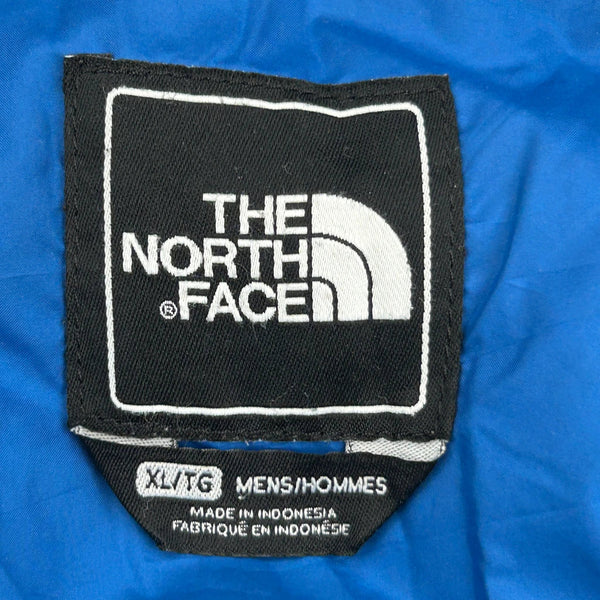 THE
NORTH
® FACE
XL/TG MENS/HOMMES
MADE IN INDONESIA
FABRIQUÉ EN INDONÉSIE